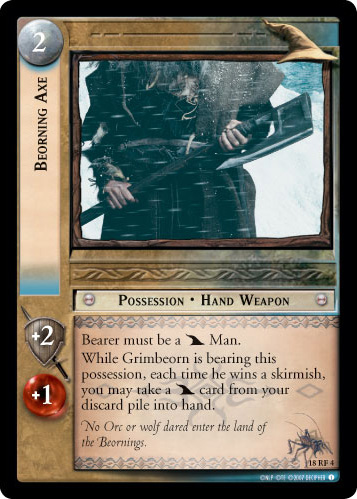 2
BEORNING AXE
POSSESSION • HAND WEAPON
+2
+1
Bearer must be a Man.
While Grimbeorn is bearing this
possession, each time he wins a skirmish,
you may take a card from your
discard pile into hand.
No Orc or wolf dared enter the land of
the Beornings.
18 RF 4